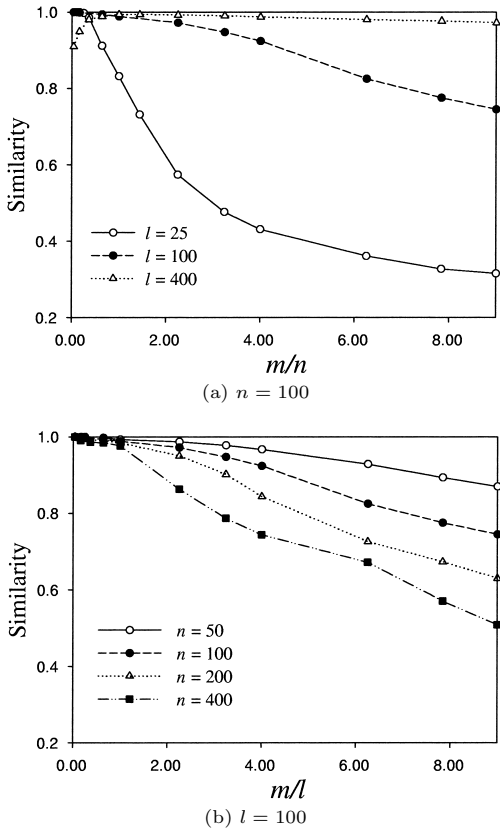 1.0
0.8
0.6
0.4
0.2
Similarity
l = 25
l = 100
l = 400
0.00 2.00 4.00 6.00 8.00
m/n
(a) n = 100
1.0
0.8
0.6
0.4
0.2
Similarity
n = 50
n = 100
n = 200
n = 400
0.00 2.00 4.00 6.00 8.00
m/l
(b) l = 100